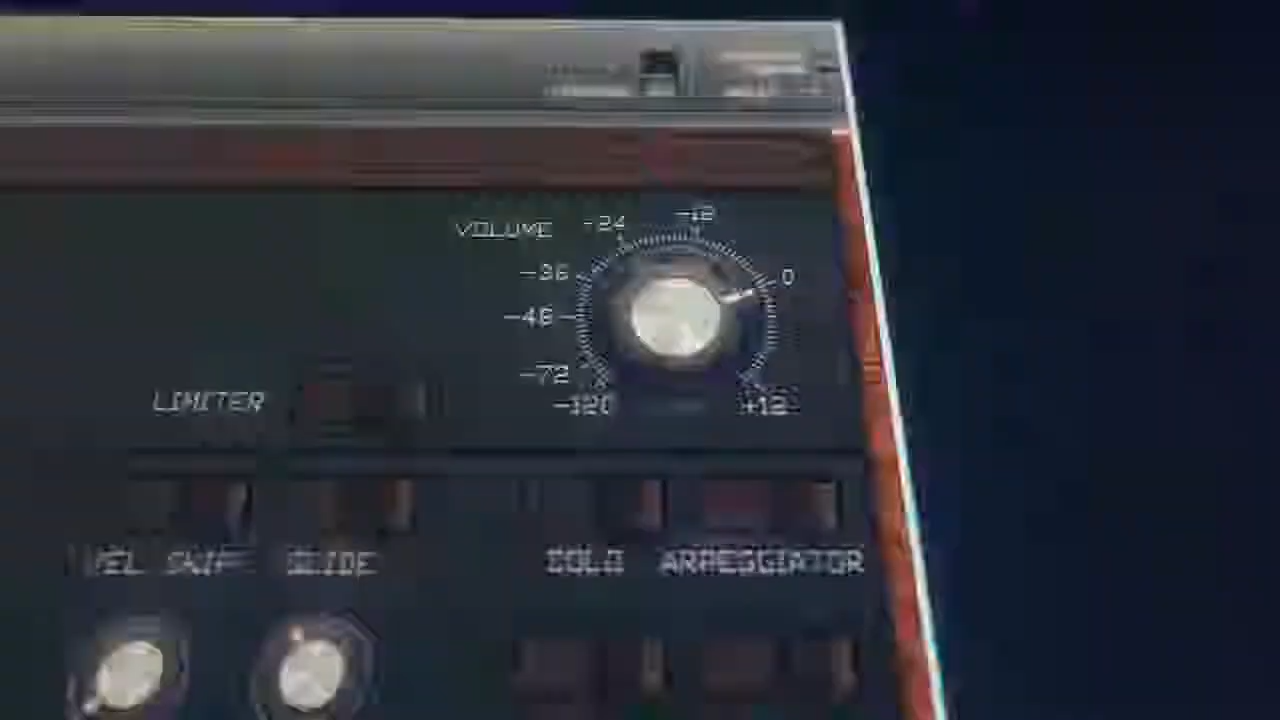 VOLUME
-24
-12
-36
0
-48
-72
-120
+12
LIMITER
GLIDE
SOLO
ARPEGGIATOR